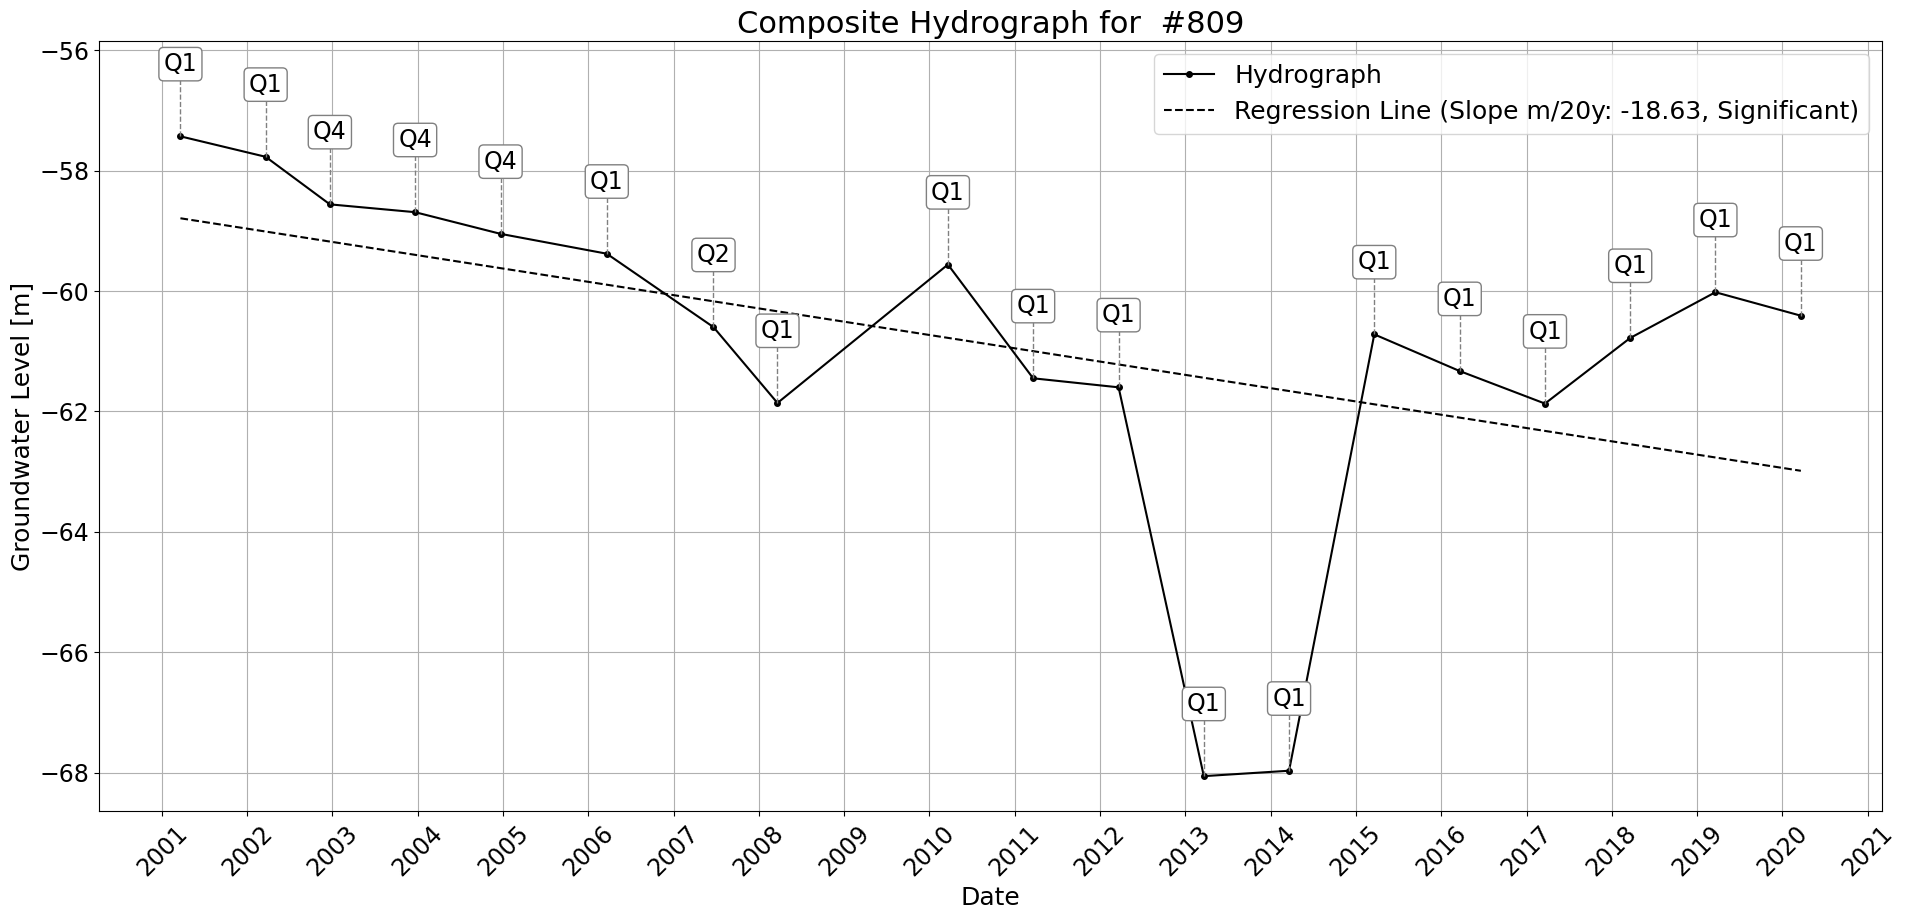 Composite Hydrograph for  #809
Hydrograph
Regression Line (Slope m/20y: -18.63, Significant)
Groundwater Level [m]
−56
−58
−60
−62
−64
−66
−68
Q1
Q1
Q4
Q4
Q4
Q1
Q2
Q1
Q1
Q1
Q1
Q1
Q1
Q1
Q1
Q1
Q1
Q1
Q1
2001
2002
2003
2004
2005
2006
2007
2008
2009
2010
2011
2012
2013
2014
2015
2016
2017
2018
2019
2020
2021
Date